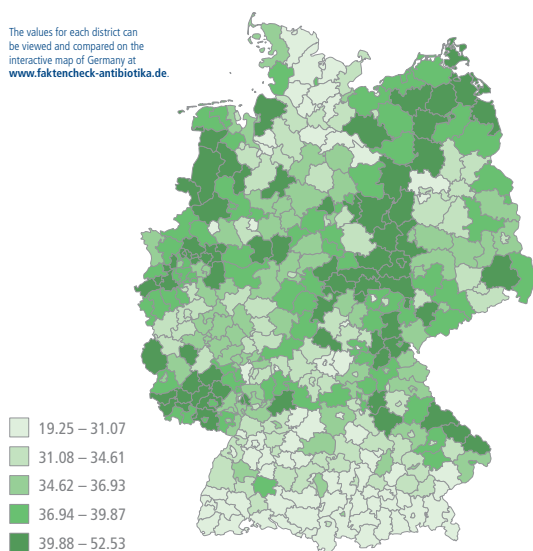 The values for each district can
be viewed and compared on the
interactive map of Germany at
www.faktencheck-antibiotika.de.
19.25 – 31.07
31.08 – 34.61
34.62 – 36.93
36.94 – 39.87
39.88 – 52.53